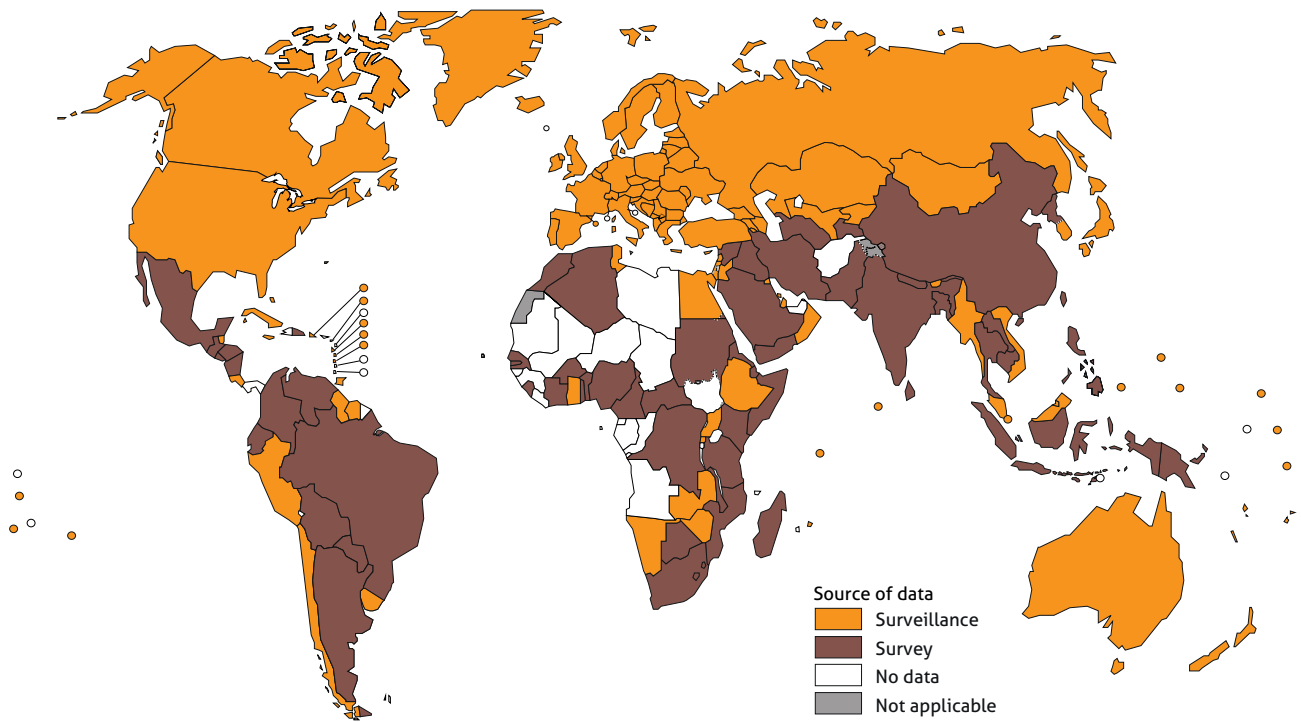 Source of data
Surveillance
Survey
No data
Not applicable